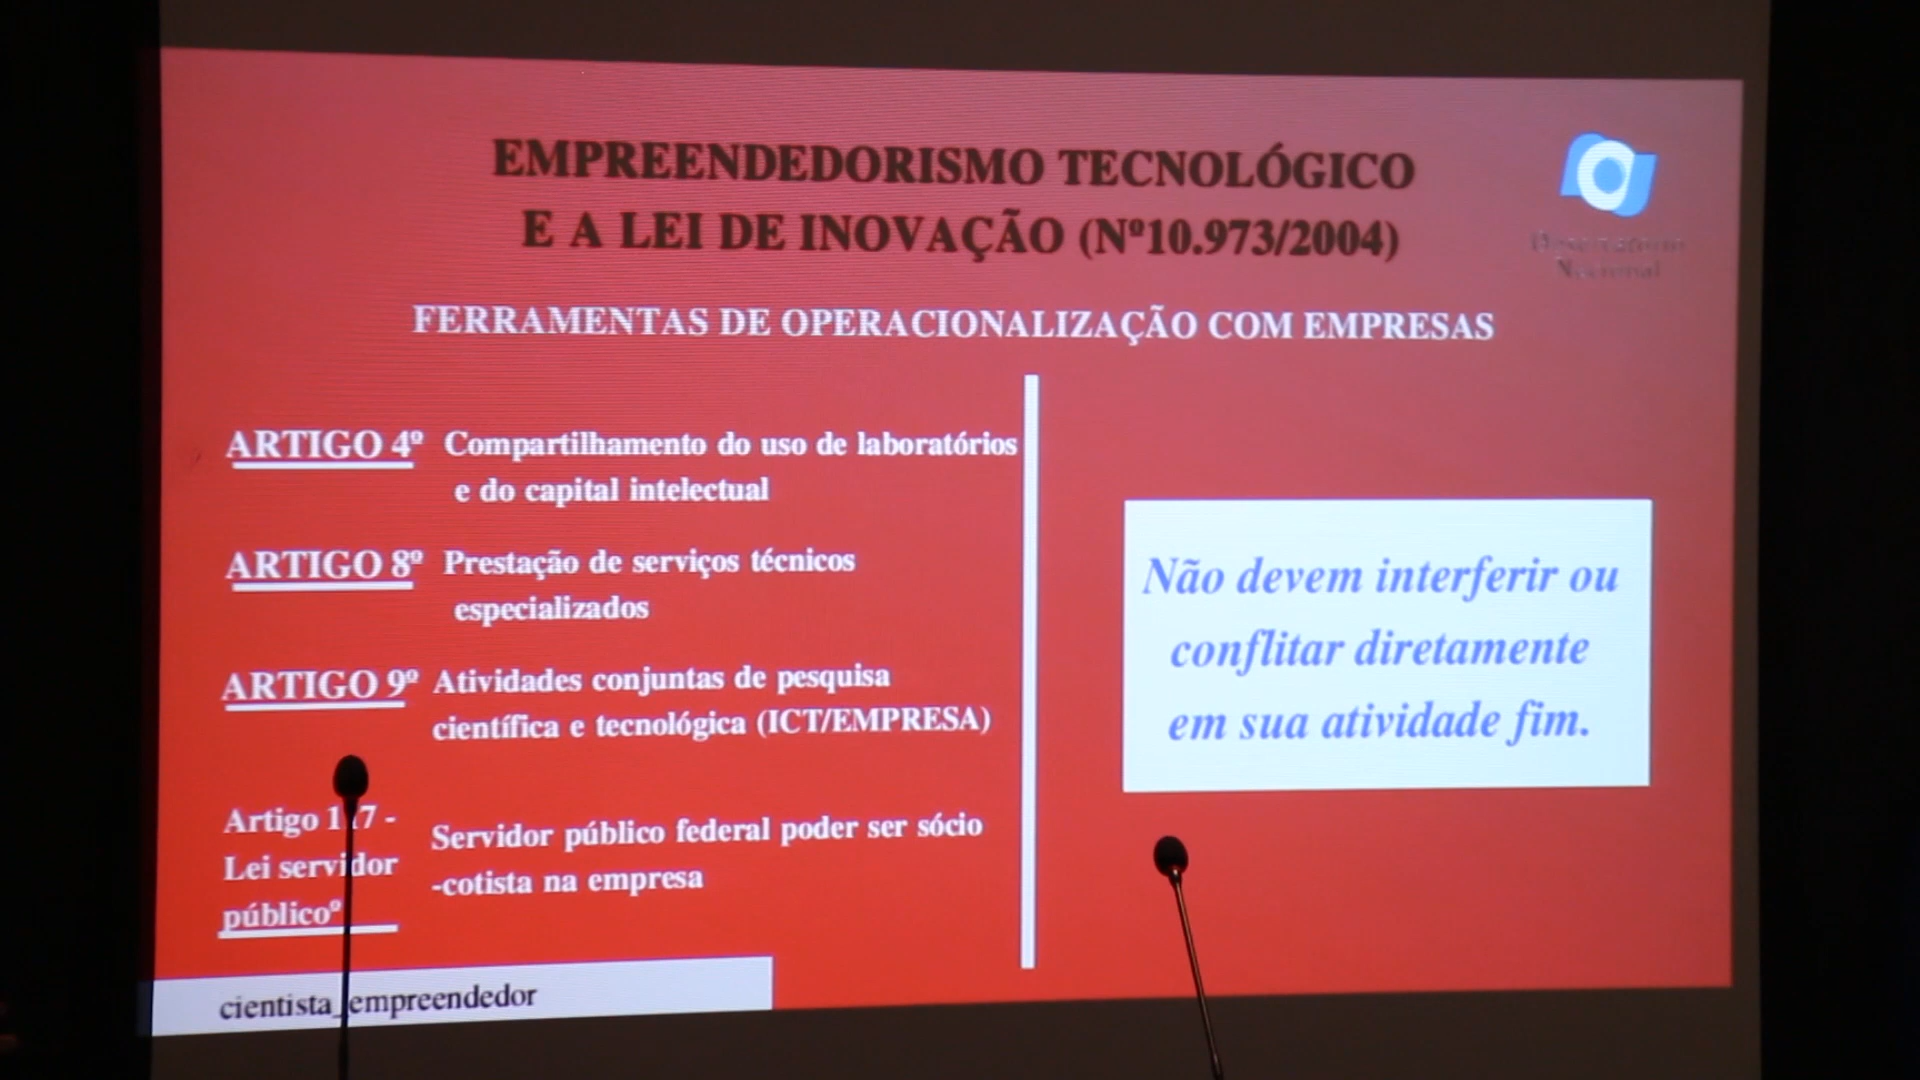 EMPREENDEDORISMO TECNOLÓGICO
E A LEI DE INOVAÇÃO (Nº10.973/2004)
Nacional
FERRAMENTAS DE OPERACIONALIZAÇÃO COM EMPRESAS
ARTIGO 4º Compartilhamento do uso de laboratórios
e do capital intelectual
ARTIGO 8º Prestação de serviços técnicos
especializados
ARTIGO 9º Atividades conjuntas de pesquisa
científica e tecnológica (ICT/EMPRESA)
Artigo -
Lei servidor
públicoº
Servidor público federal poder ser sócio
-cotista na empresa
Não devem interferir ou
conflitar diretamente
em sua atividade fim.
cientista_empreendedor